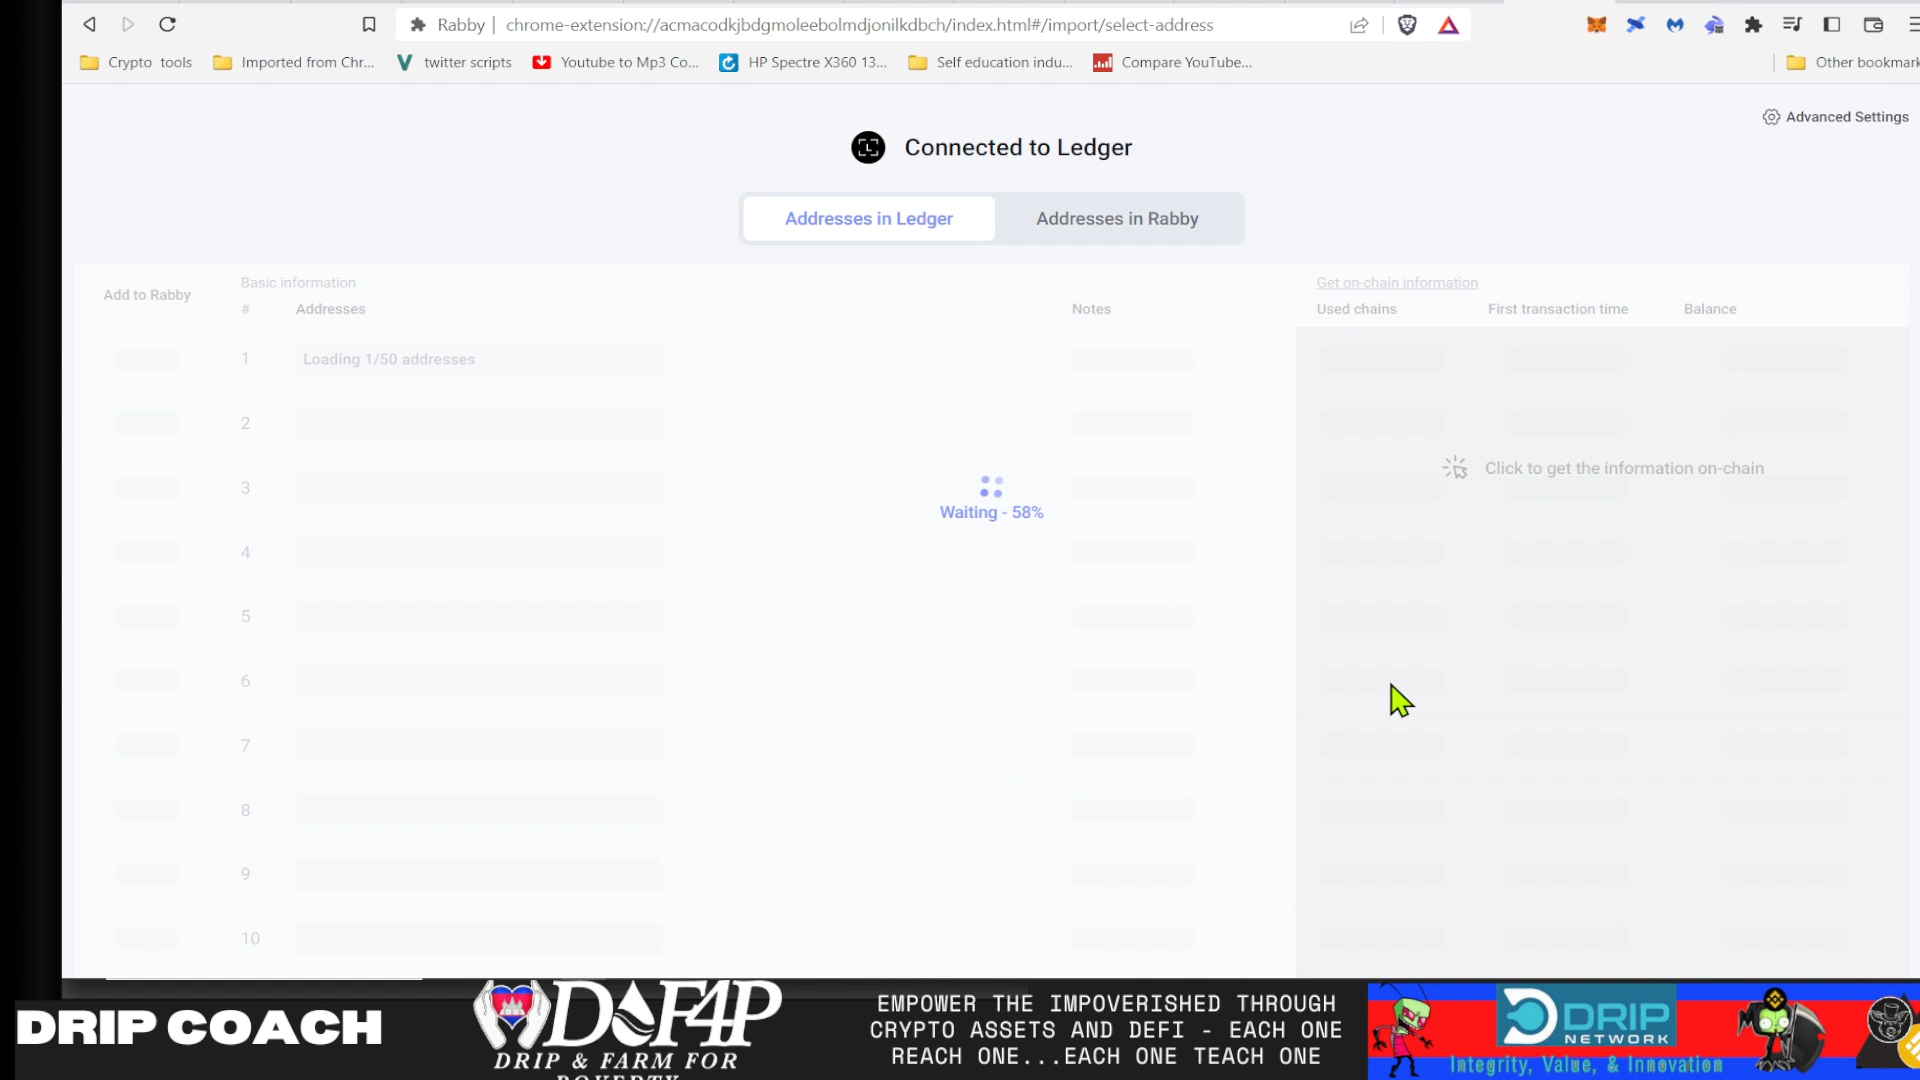 Rabby
chrome-extension://acmacodkjbdgmoleebolmdjonilkdbch/index.html#/import/select-address
Crypto tools
Imported from Chr...
twitter scripts
Youtube to Mp3 Co...
HP Spectre X360 13...
Self education indu...
Compare YouTube...
Other bookmark
Advanced Settings
Connected to Ledger
Addresses in Ledger
Addresses in Rabby
Add to Rabby
Basic information
#
Addresses
Notes
Get on-chain information
Used chains
First transaction time
Balance
1
Loading 1/50 addresses
2
3
Click to get the information on-chain
Waiting - 58%
4
5
6
7
8
9
10
DRIP COACH
DOF4P
DRIP & FARM FOR
POVERTY
EMPOWER THE IMPOVERISHED THROUGH
CRYPTO ASSETS AND DEFI - EACH ONE
REACH ONE...EACH ONE TEACH ONE
DRIP
NETWORK
Integrity, Value, & Innovation